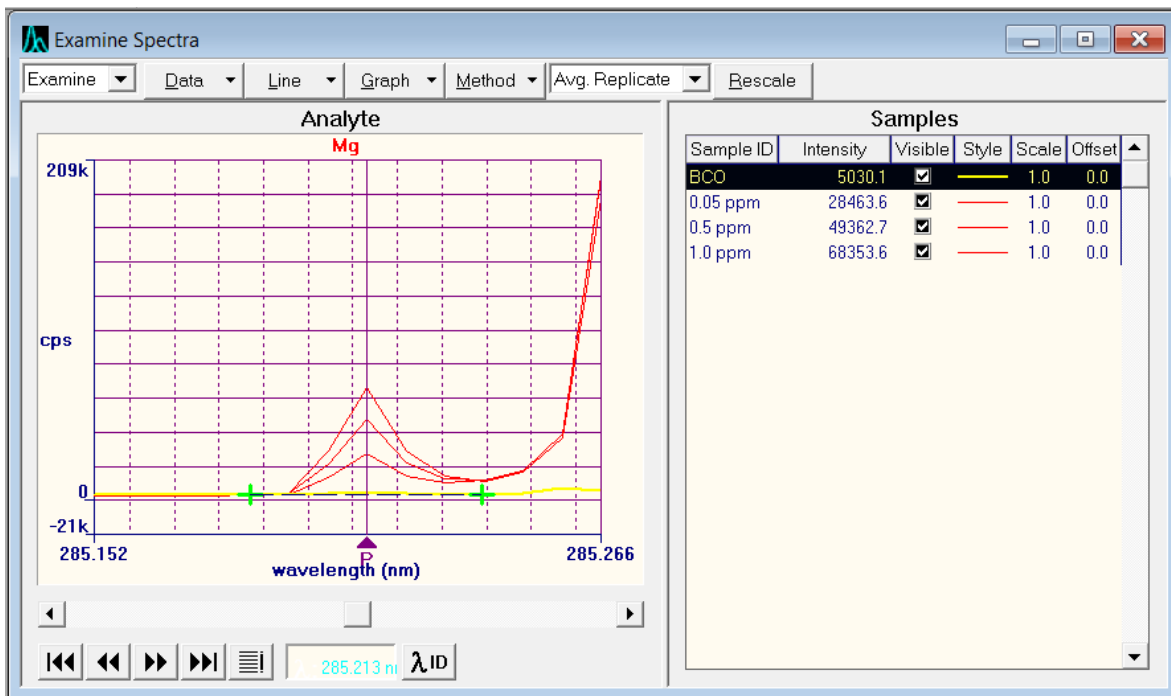 Examine Spectra
Examine Data Line Graph Method Avg. Replicate Rescale
Analyte
Mg
209k
cps
0
-21k
285.152 P 285.266
wavelength (nm)
285.213 n
λ ID
Samples
Sample ID Intensity Visible Style Scale Offset
BCO 5030.1 1.0 0.0
0.05 ppm 28463.6 1.0 0.0
0.5 ppm 49362.7 1.0 0.0
1.0 ppm 68353.6 1.0 0.0